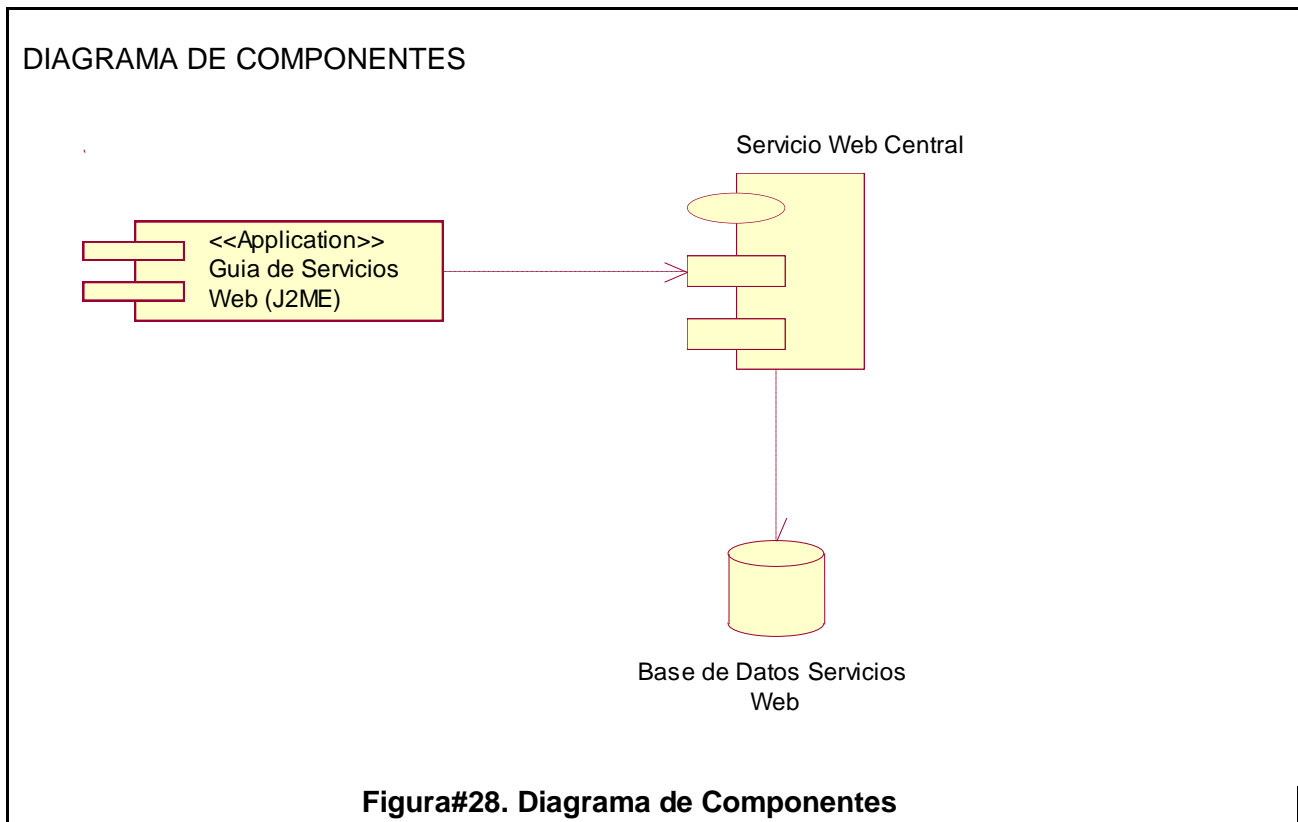 DIAGRAMA DE COMPONENTES
Servicio Web Central
<<Application>>
Guia de Servicios
Web (J2ME)
Base de Datos Servicios
Web
Figura#28. Diagrama de Componentes